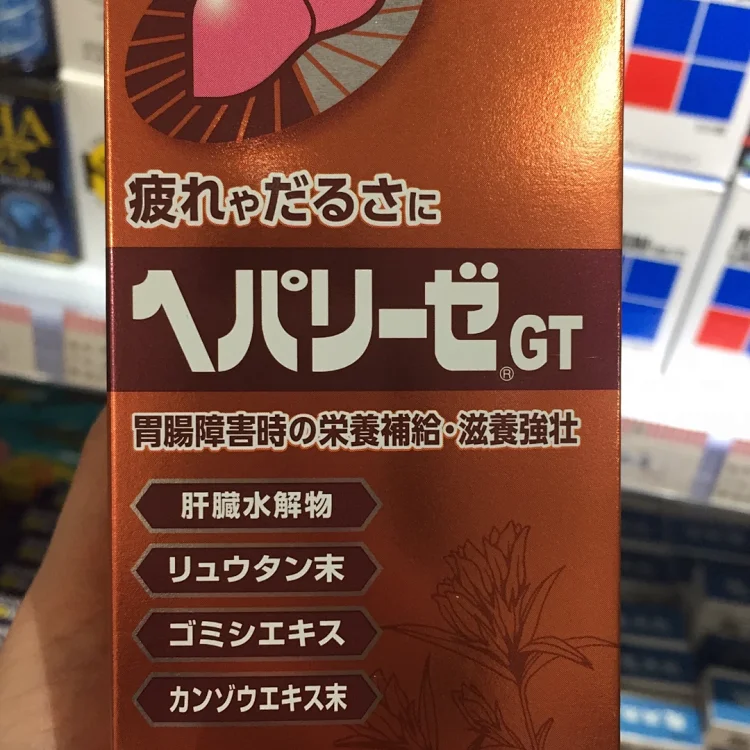 疲れやだるさに
ヘパリーゼ®GT
胃腸障害時の栄養補給・滋養強壮
肝臓水解物
リュウタン末
ゴミシエキス
カンゾウエキス末